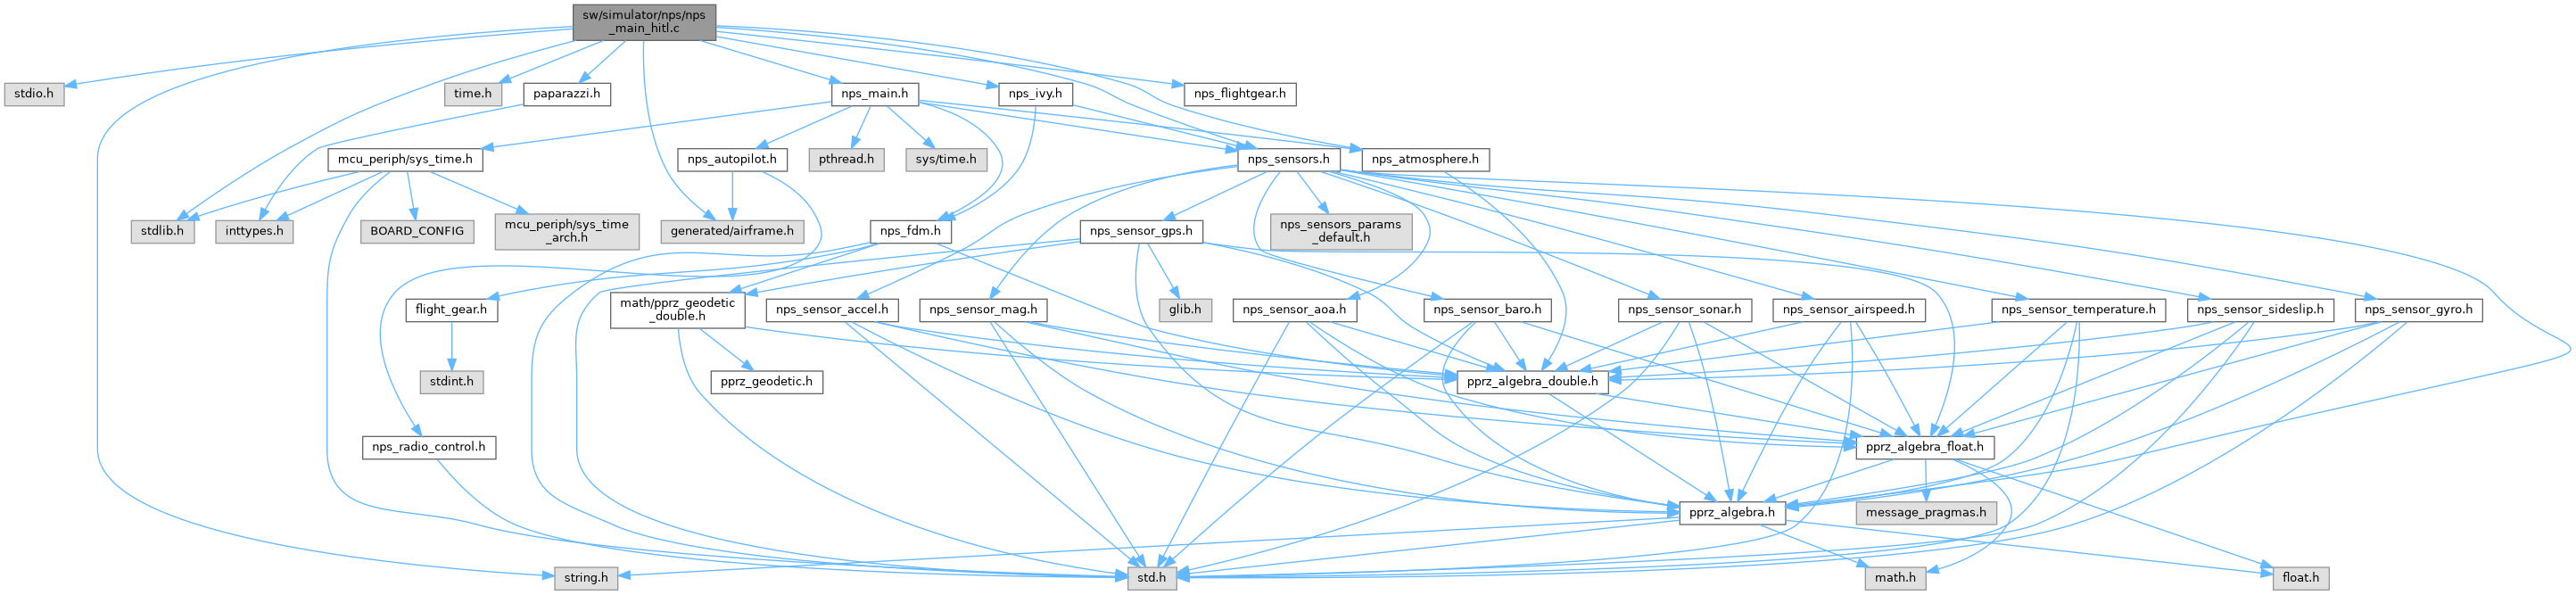 sw/simulator/nps/nps
_main_hitl.c
stdio.h
time.h
paparazzi.h
nps_main.h
nps_ivy.h
nps_flightgear.h
mcu_periph/sys_time.h
nps_autopilot.h
pthread.h
sys/time.h
nps_sensors.h
nps_atmosphere.h
stdlib.h
inttypes.h
BOARD_CONFIG
mcu_periph/sys_time
_arch.h
generated/airframe.h
nps_fdm.h
nps_sensor_gps.h
nps_sensors_params
_default.h
flight_gear.h
math/pprz_geodetic
_double.h
nps_sensor_accel.h
nps_sensor_mag.h
glib.h
nps_sensor_aoa.h
nps_sensor_baro.h
nps_sensor_sonar.h
nps_sensor_airspeed.h
nps_sensor_temperature.h
nps_sensor_sideslip.h
nps_sensor_gyro.h
stdint.h
pprz_geodetic.h
pprz_algebra_double.h
nps_radio_control.h
pprz_algebra_float.h
pprz_algebra.h
message_pragmas.h
string.h
std.h
math.h
float.h